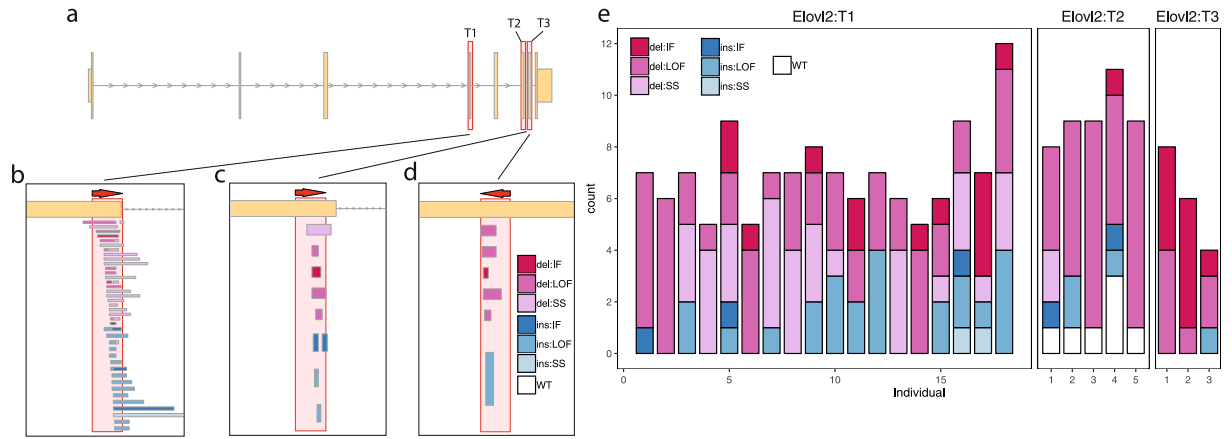 a
T1
T2
T3
b
c
d
del:IF
del:LOF
del:SS
ins:IF
ins:LOF
ins:SS
WT
e
Elovl2:T1
Elovl2:T2
Elovl2:T3
del:IF
del:LOF
del:SS
ins:IF
ins:LOF
ins:SS
WT
count
12
10
8
6
4
2
0
0
5
10
15
1
2
3
4
5
1
2
3
Individual